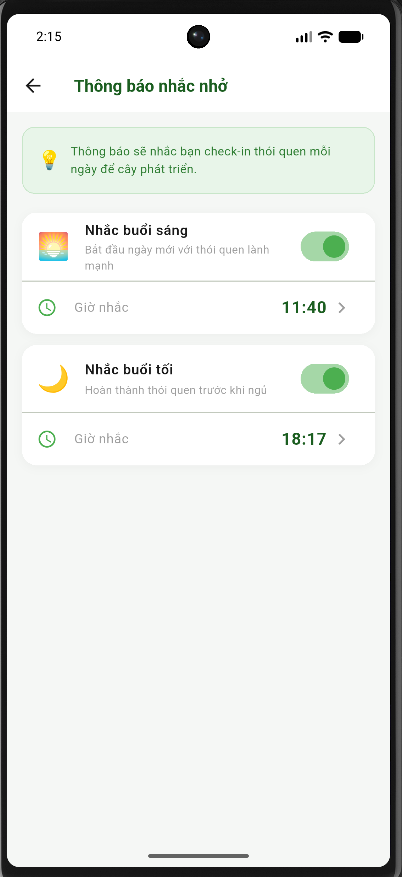 2:15
Thông báo nhắc nhở
Thông báo sẽ nhắc bạn check-in thói quen mỗi
ngày để cây phát triển.
Nhắc buổi sáng
Bắt đầu ngày mới với thói quen lành
mạnh
Giờ nhắc
11:40
Nhắc buổi tối
Hoàn thành thói quen trước khi ngủ
Giờ nhắc
18:17